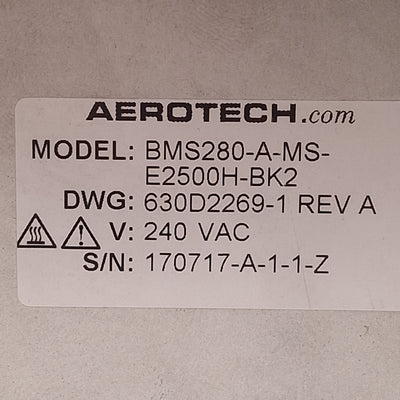 AEROTECH.com
MODEL: BMS280-A-MS-
E2500H-BK2
DWG: 630D2269-1 REV A
V: 240 VAC
S/N: 170717-A-1-1-Z